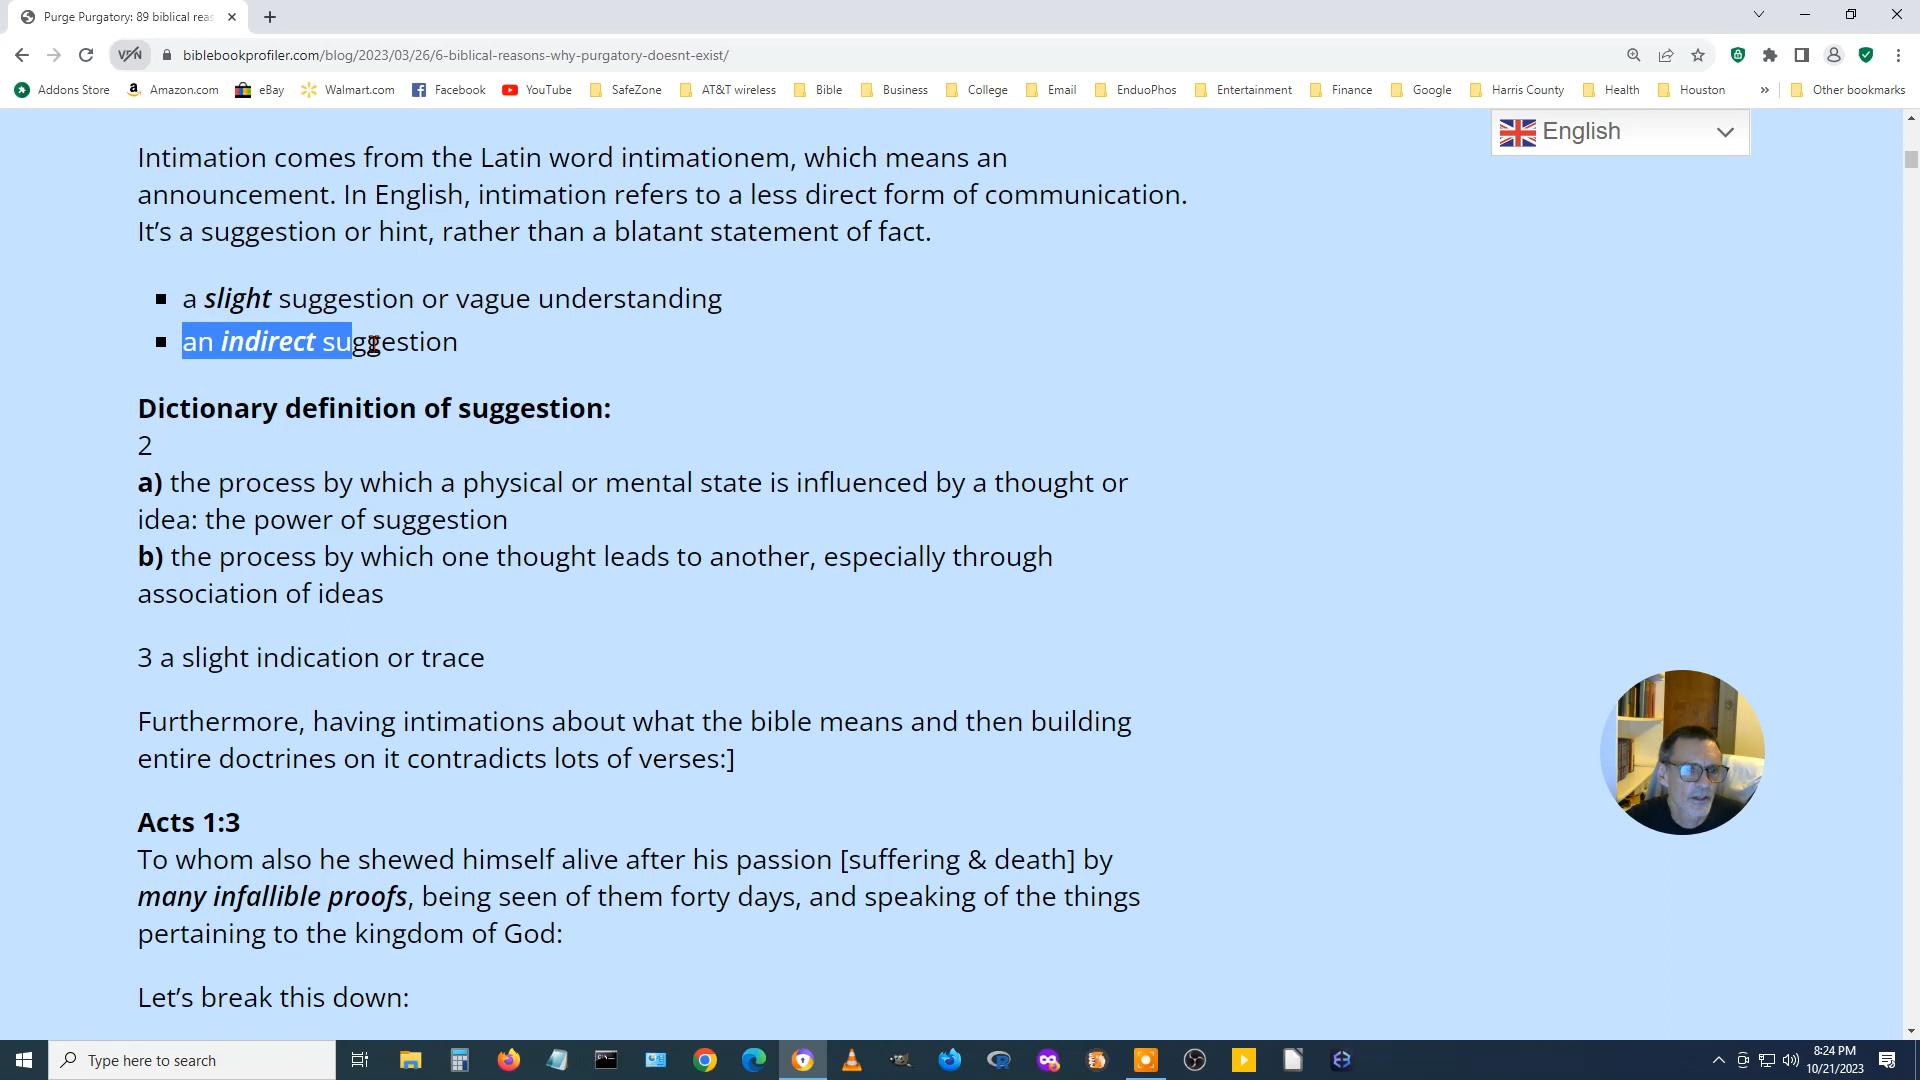 Purge Purgatory: 89 biblical reas
biblebookprofiler.com/blog/2023/03/26/6-biblical-reasons-why-purgatory-doesnt-exist/
Addons Store Amazon.com eBay Walmart.com Facebook YouTube SafeZone AT&T wireless Bible Business College Email EnduoPhos Entertainment Finance Google Harris County Health Houston » Other bookmarks
English
Intimation comes from the Latin word intimationem, which means an
announcement. In English, intimation refers to a less direct form of communication.
It’s a suggestion or hint, rather than a blatant statement of fact.
a slight suggestion or vague understanding
an indirect suggestion
Dictionary definition of suggestion:
2
a) the process by which a physical or mental state is influenced by a thought or
idea: the power of suggestion
b) the process by which one thought leads to another, especially through
association of ideas
3 a slight indication or trace
Furthermore, having intimations about what the bible means and then building
entire doctrines on it contradicts lots of verses:]
Acts 1:3
To whom also he shewed himself alive after his passion [suffering & death] by
many infallible proofs, being seen of them forty days, and speaking of the things
pertaining to the kingdom of God:
Let’s break this down:
Type here to search
8:24 PM
10/21/2023